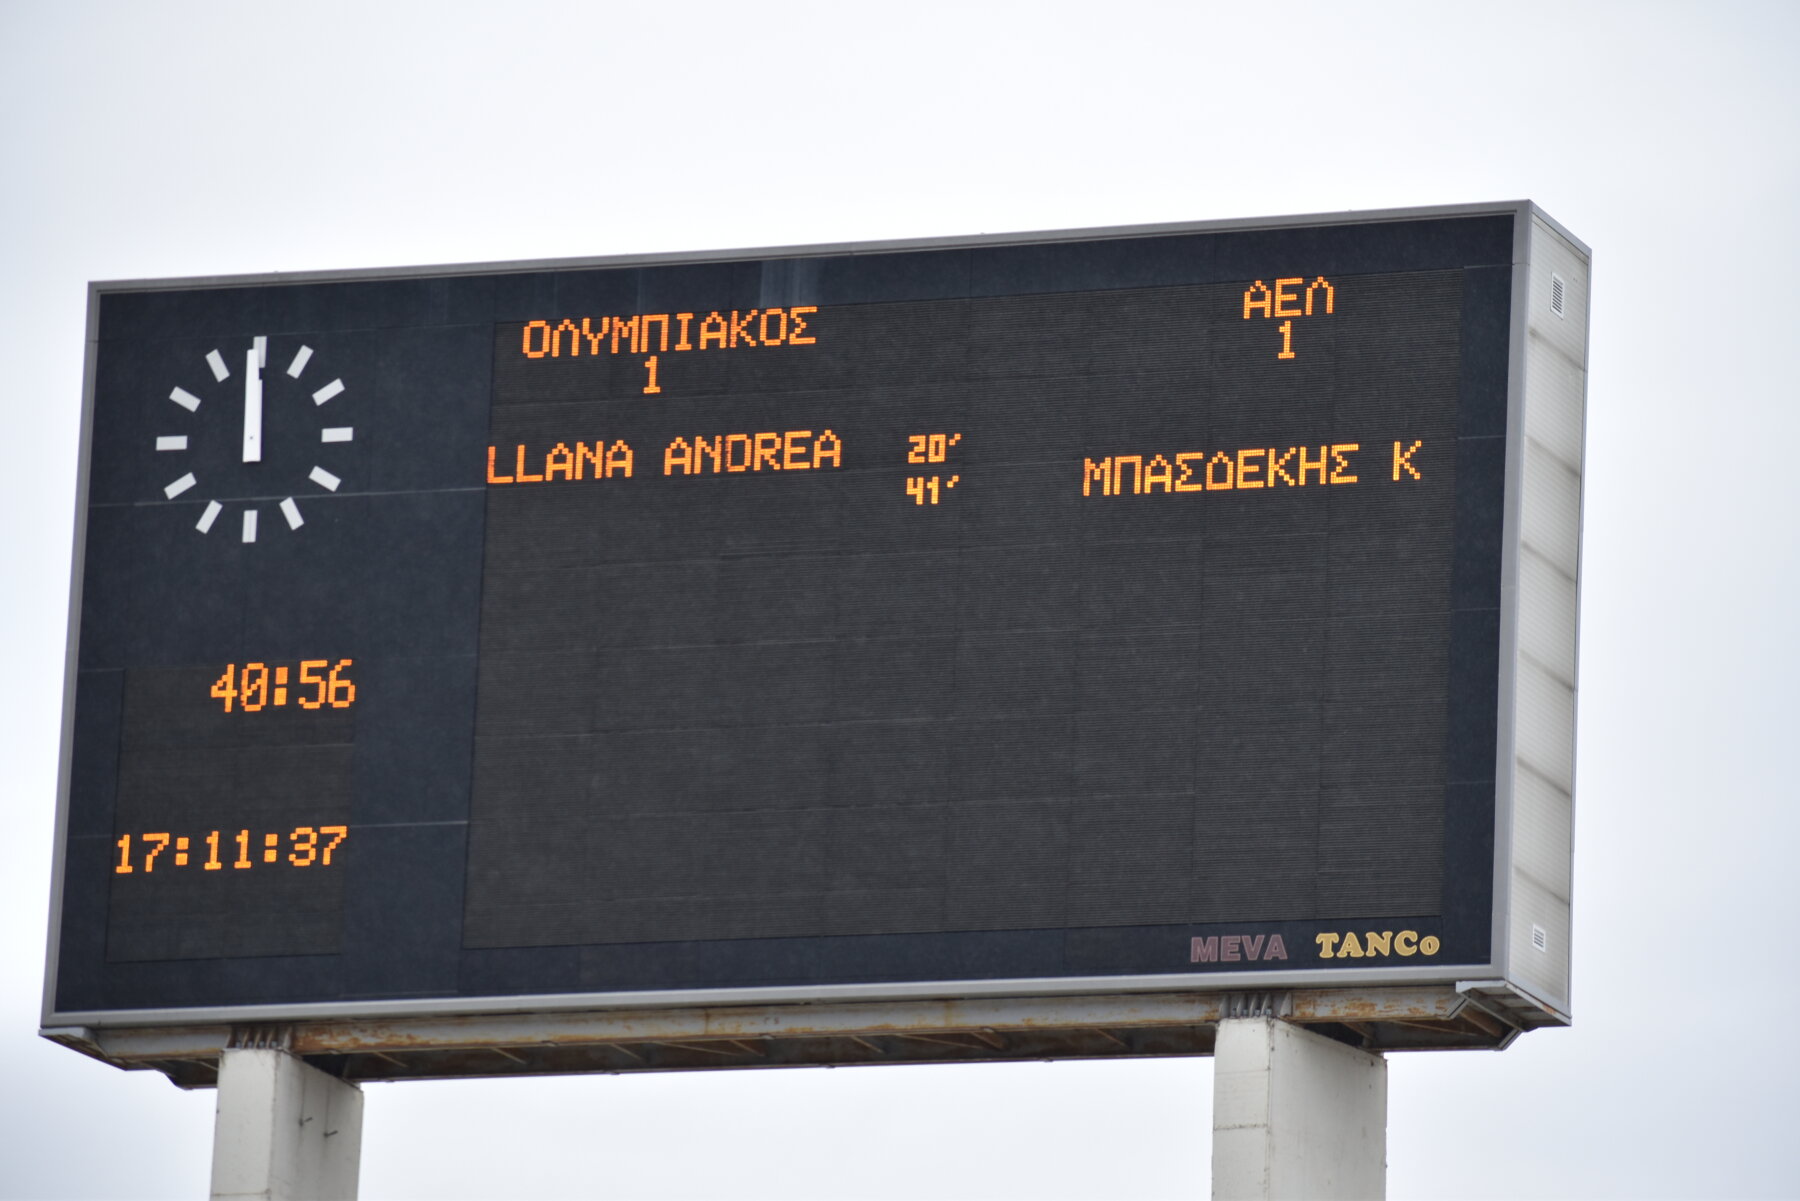 ΟΛΥΜΠΙΑΚΟΣ ΑΕΛ
1 1
LLANA ANDREA 20' ΜΠΑΣΔΕΚΗΣ Κ
41'
40:56
17:11:37
MEVA TANCo